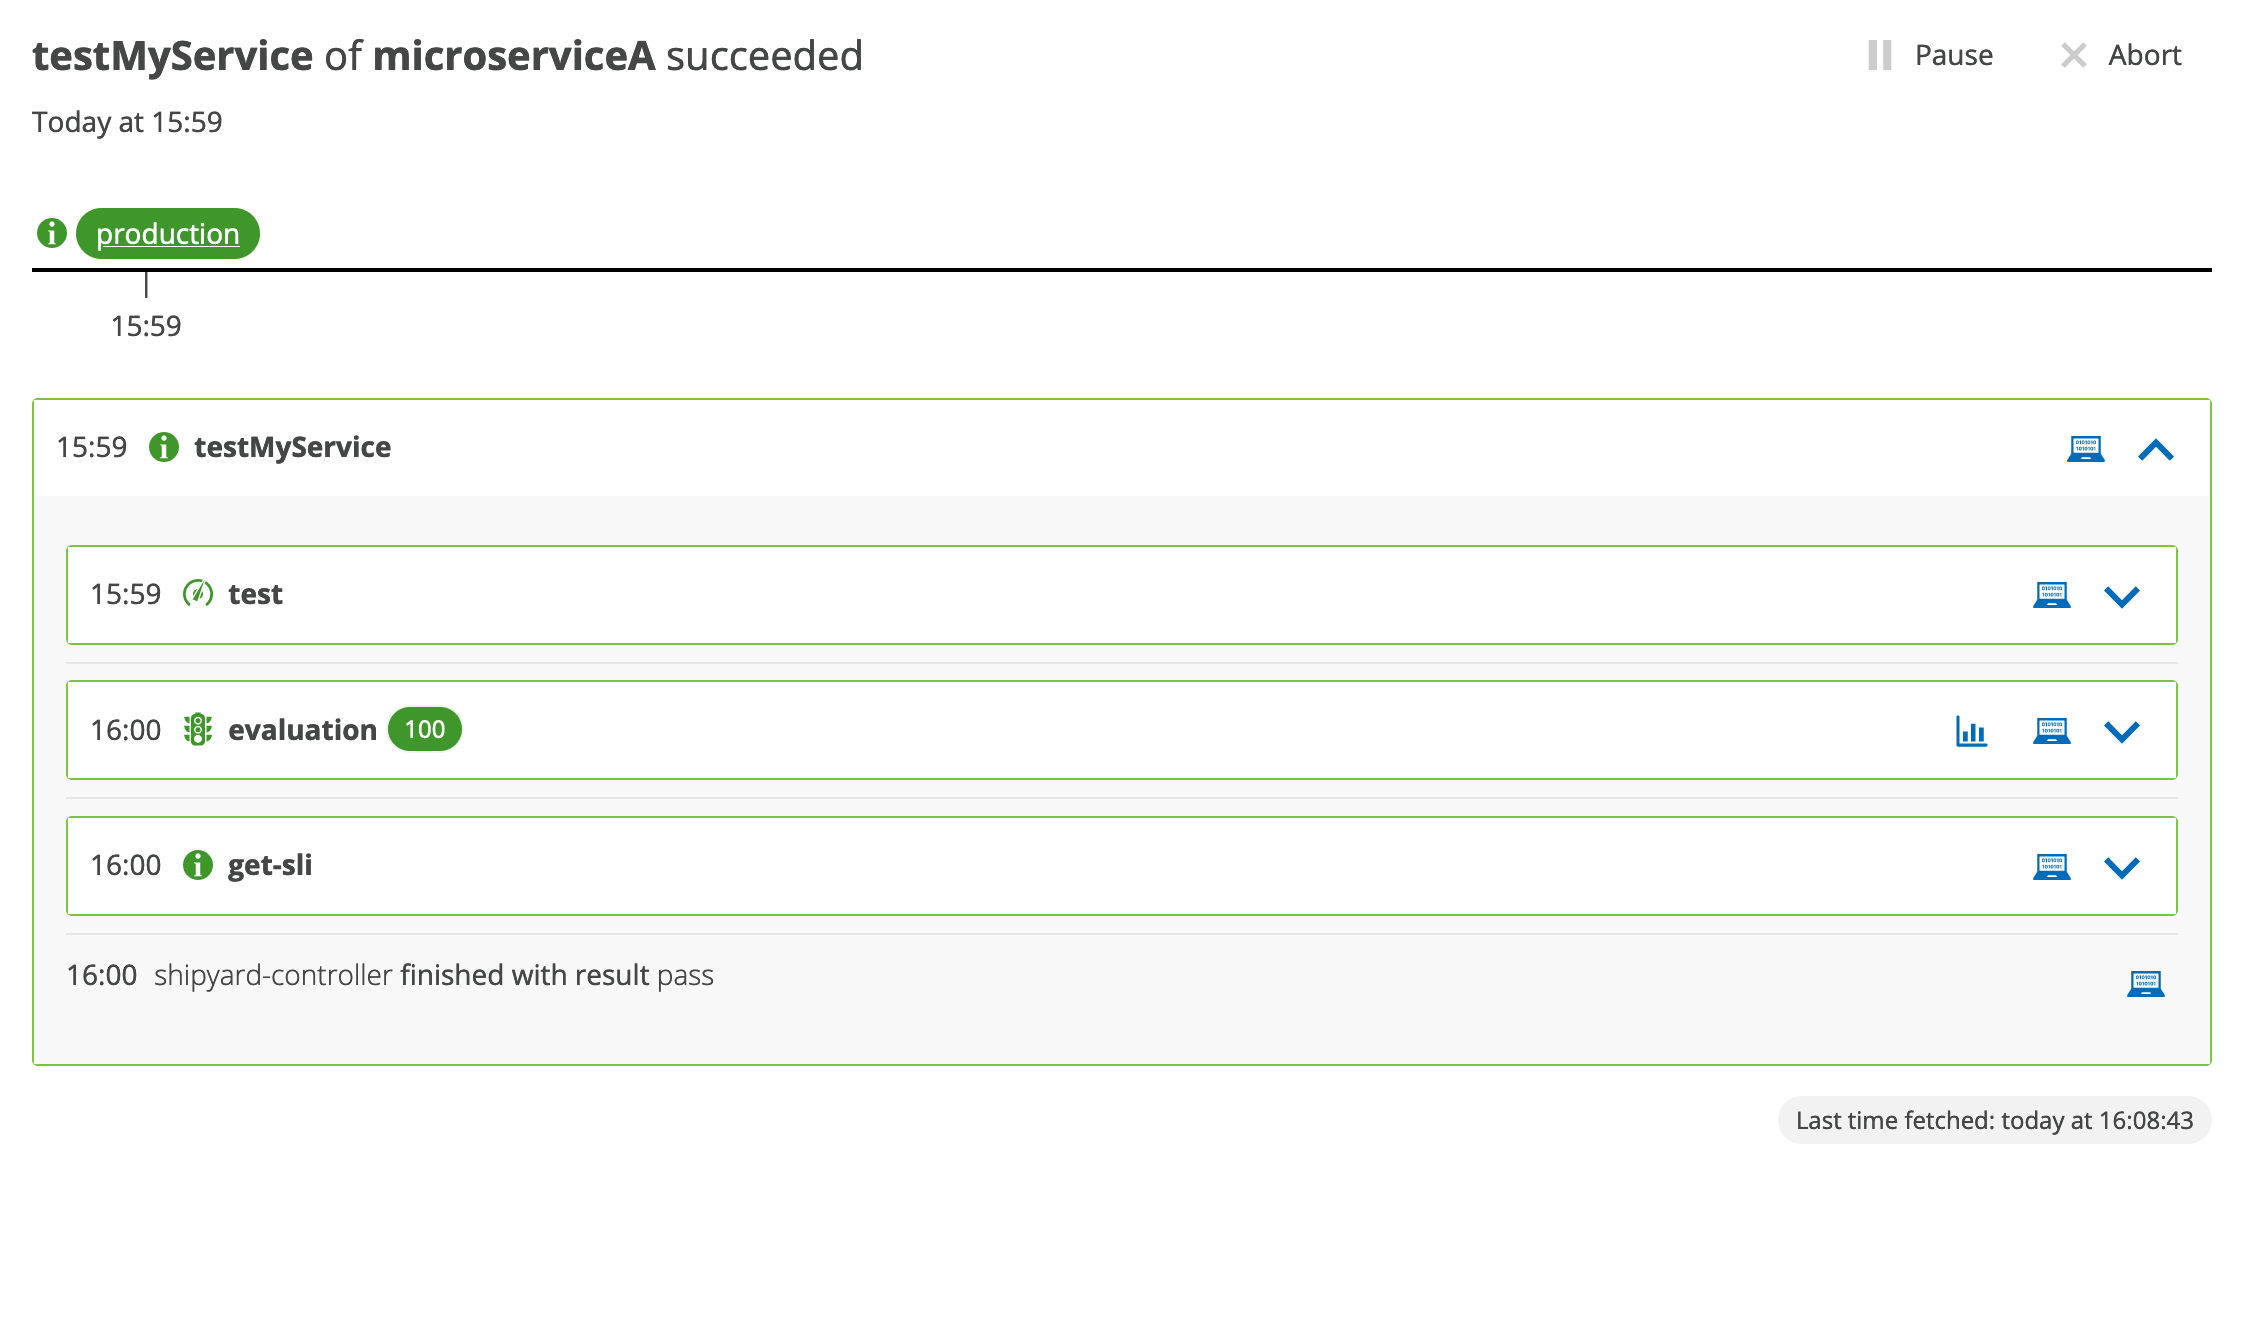 testMyService of microserviceA succeeded
Pause
Abort
Today at 15:59
production
15:59
15:59 testMyService
15:59 test
16:00 evaluation 100
16:00 get-sli
16:00 shipyard-controller finished with result pass
Last time fetched: today at 16:08:43